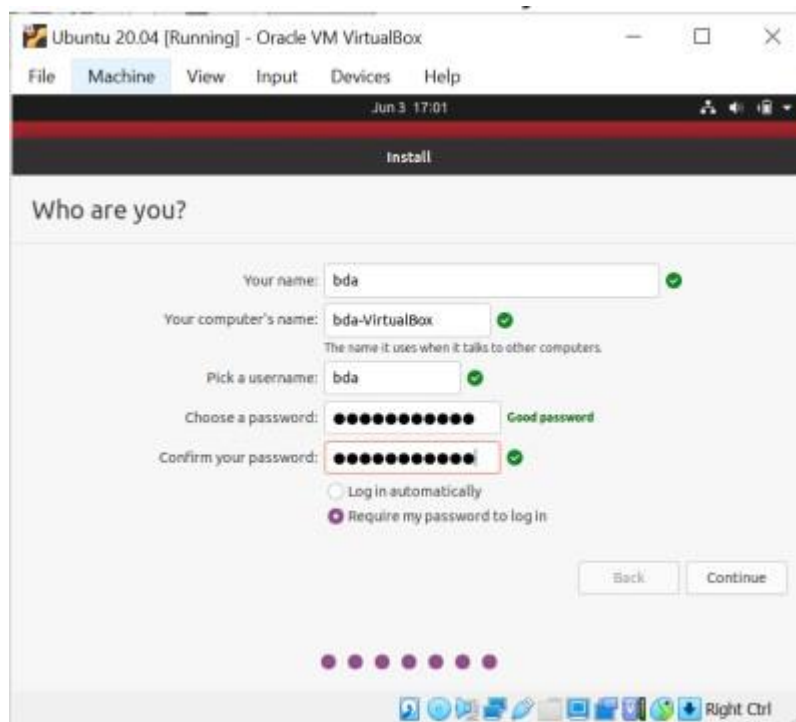 Ubuntu 20.04 [Running] - Oracle VM VirtualBox
File Machine View Input Devices Help
Jun 3 17:01
Install
Who are you?
Your name: bda
Your computer's name: bda-VirtualBox
The name it uses when it talks to other computers.
Pick a username: bda
Choose a password: ●●●●●●●●●●● Good password
Confirm your password: ●●●●●●●●●●●
Log in automatically
Require my password to log in
Back Continue
Right Ctrl